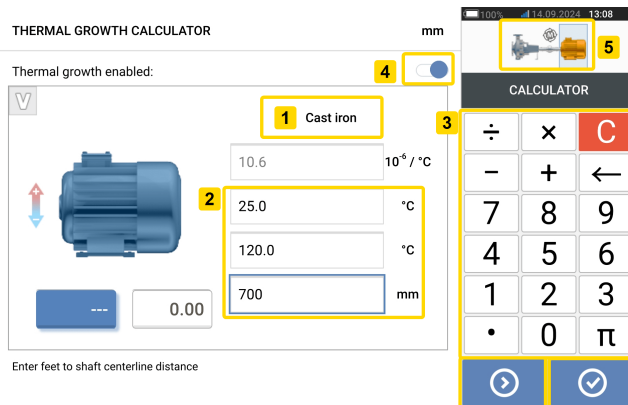 100% 14.09.2024 13:08
THERMAL GROWTH CALCULATOR mm
5
Thermal growth enabled: 4
CALCULATOR
V
1 Cast iron
3
10.6 10⁻⁶ / °C
2
25.0 °C
120.0 °C
700 mm
--- 0.00
Enter feet to shaft centerline distance
÷ × C
− + ←
7 8 9
4 5 6
1 2 3
• 0 π